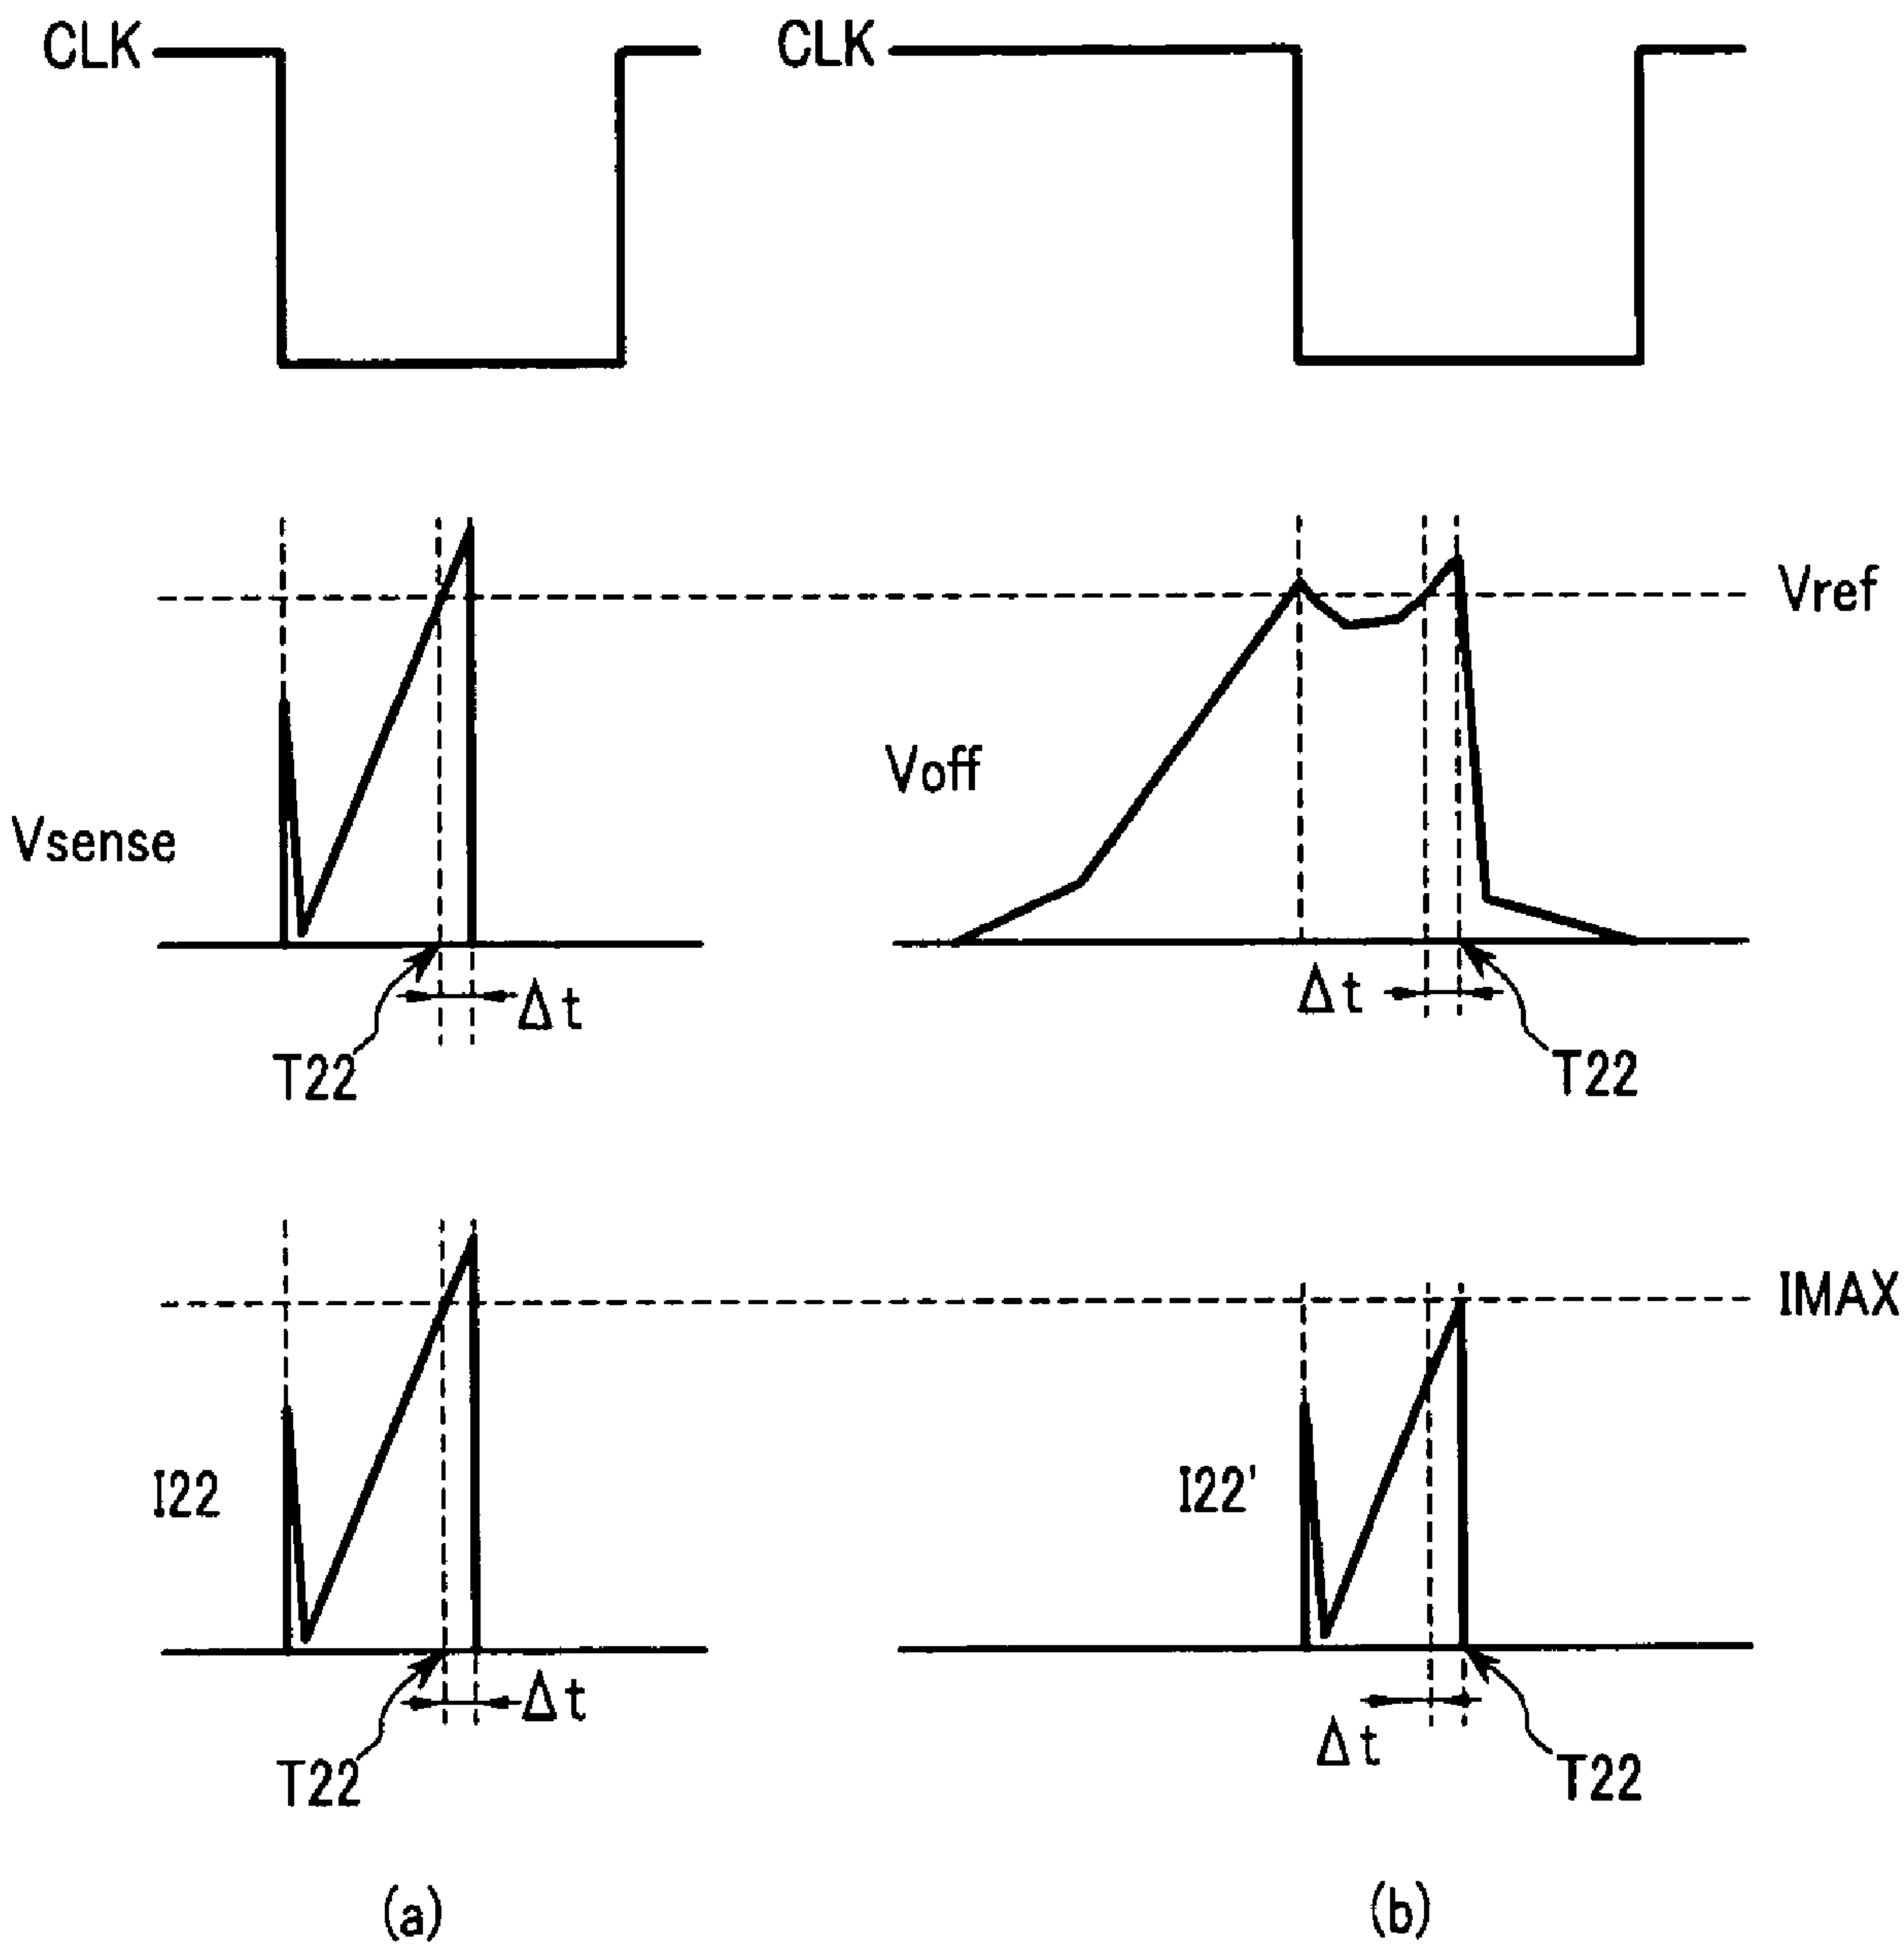 CLK
CLK
Vref
Voff
Vsense
Δt
Δt
T22
T22
IMAX
I22
I22'
Δt
Δt
T22
T22
(a)
(b)